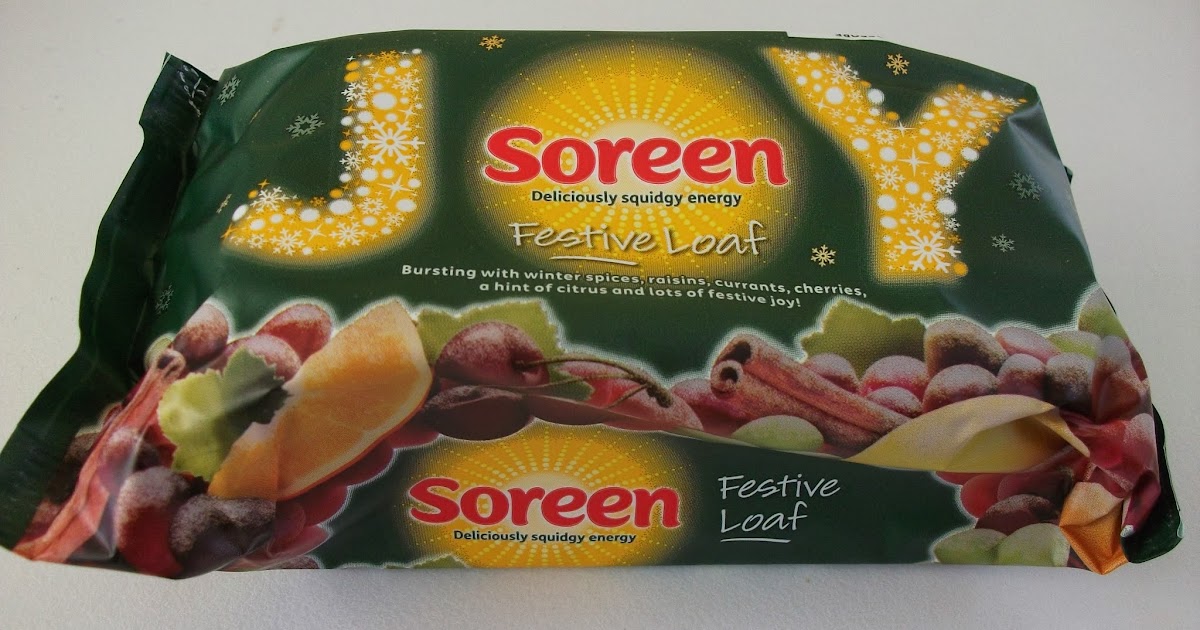 J Y
Soreen
Deliciously squidgy energy
Festive Loaf
Bursting with winter spices, raisins, currants, cherries,
a hint of citrus and lots of festive joy!
Soreen
Deliciously squidgy energy
Festive
Loaf